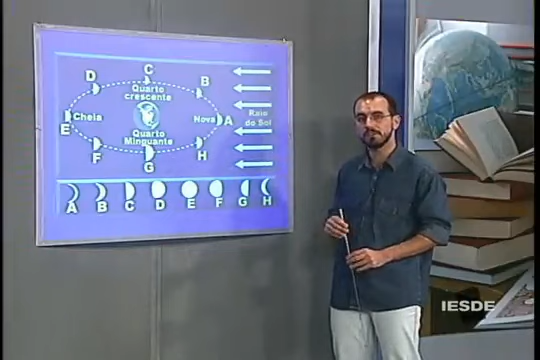 C
D
B
Quarto
crescente
Cheia
Nova
A
Raio
do Sol
E
Quarto
Minguante
F
H
G
A B C D E F G H
IESDE